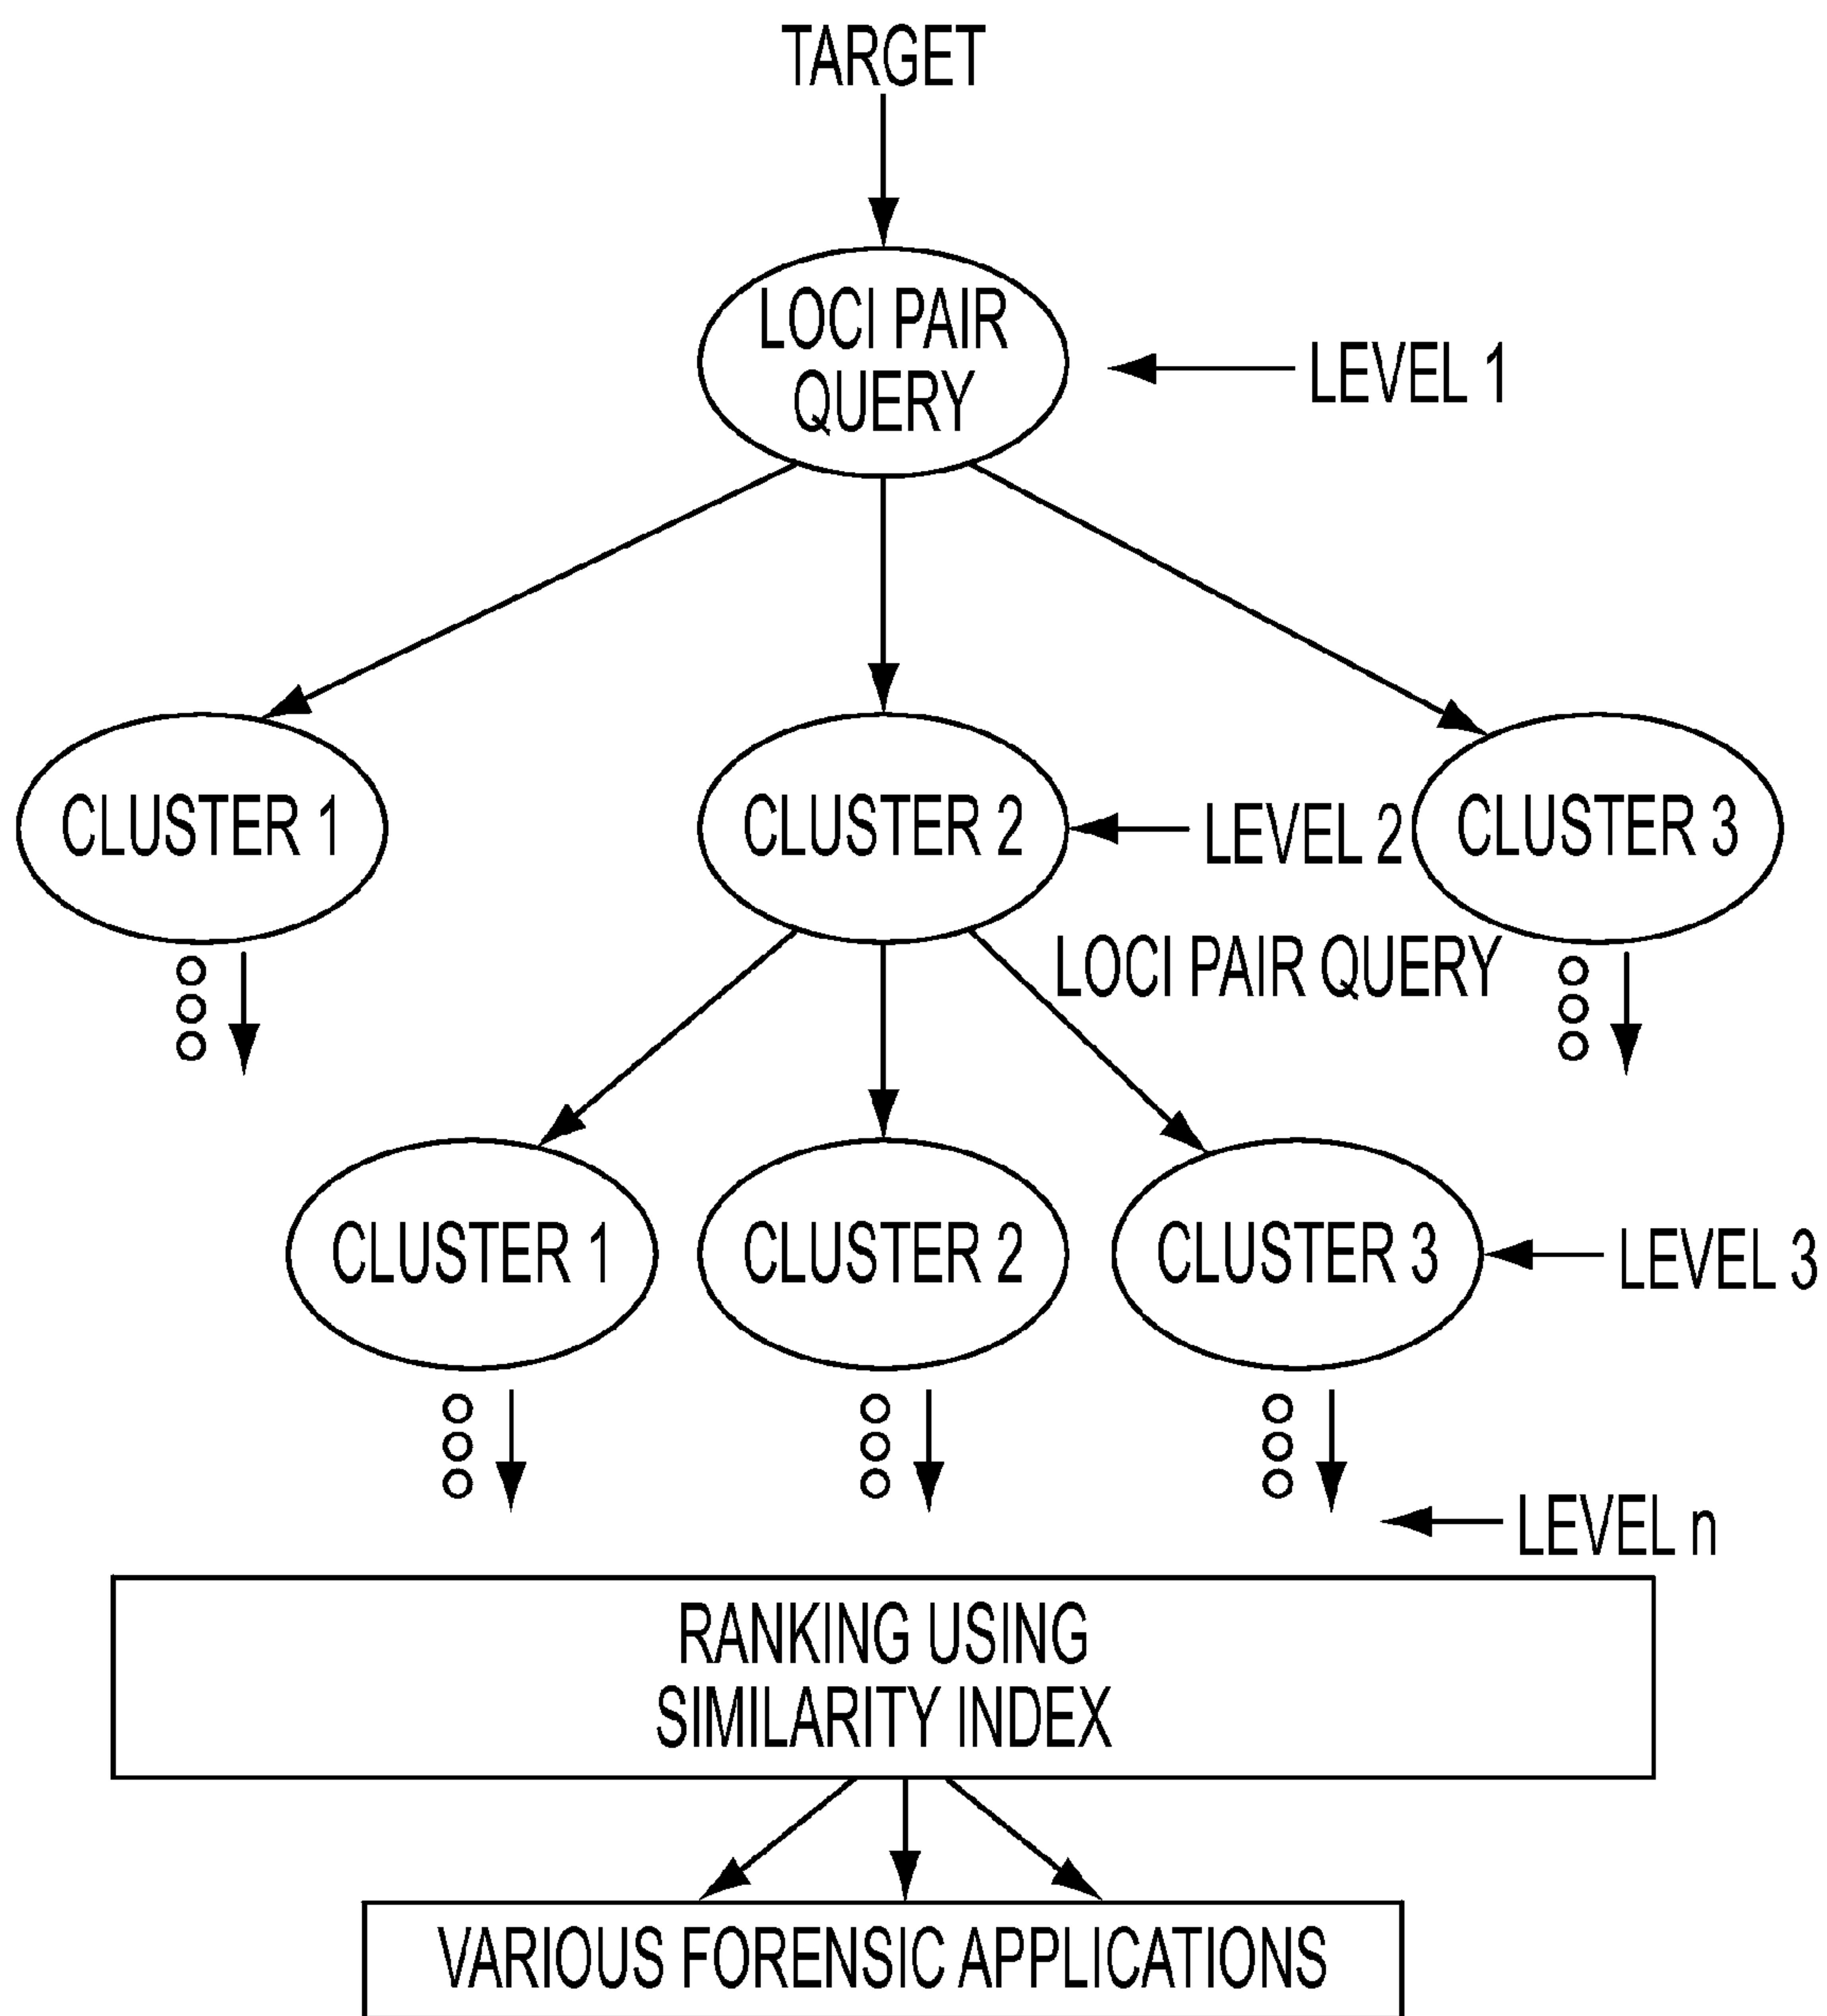 TARGET
LOCI PAIR
QUERY
LEVEL 1
CLUSTER 1
CLUSTER 2
LEVEL 2
CLUSTER 3
LOCI PAIR QUERY
CLUSTER 1
CLUSTER 2
CLUSTER 3
LEVEL 3
LEVEL n
RANKING USING
SIMILARITY INDEX
VARIOUS FORENSIC APPLICATIONS